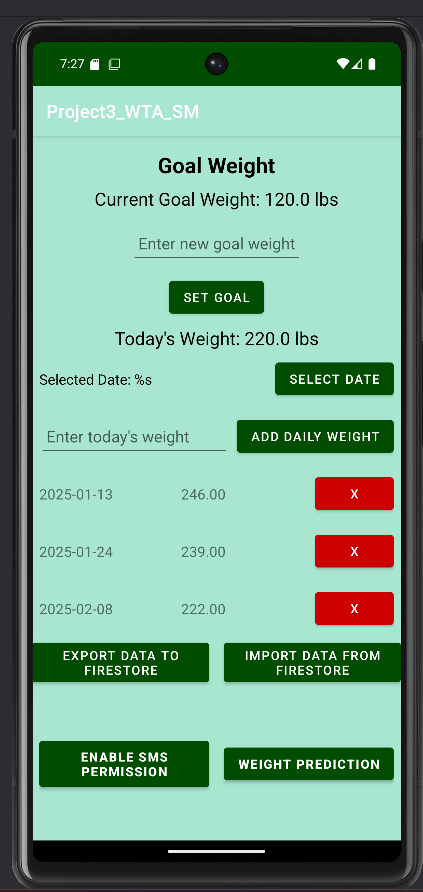 7:27
Project3_WTA_SM
Goal Weight
Current Goal Weight: 120.0 lbs
Enter new goal weight
SET GOAL
Today's Weight: 220.0 lbs
Selected Date: %s
SELECT DATE
Enter today's weight
ADD DAILY WEIGHT
2025-01-13 246.00 X
2025-01-24 239.00 X
2025-02-08 222.00 X
EXPORT DATA TO
FIRESTORE
IMPORT DATA FROM
FIRESTORE
ENABLE SMS
PERMISSION
WEIGHT PREDICTION